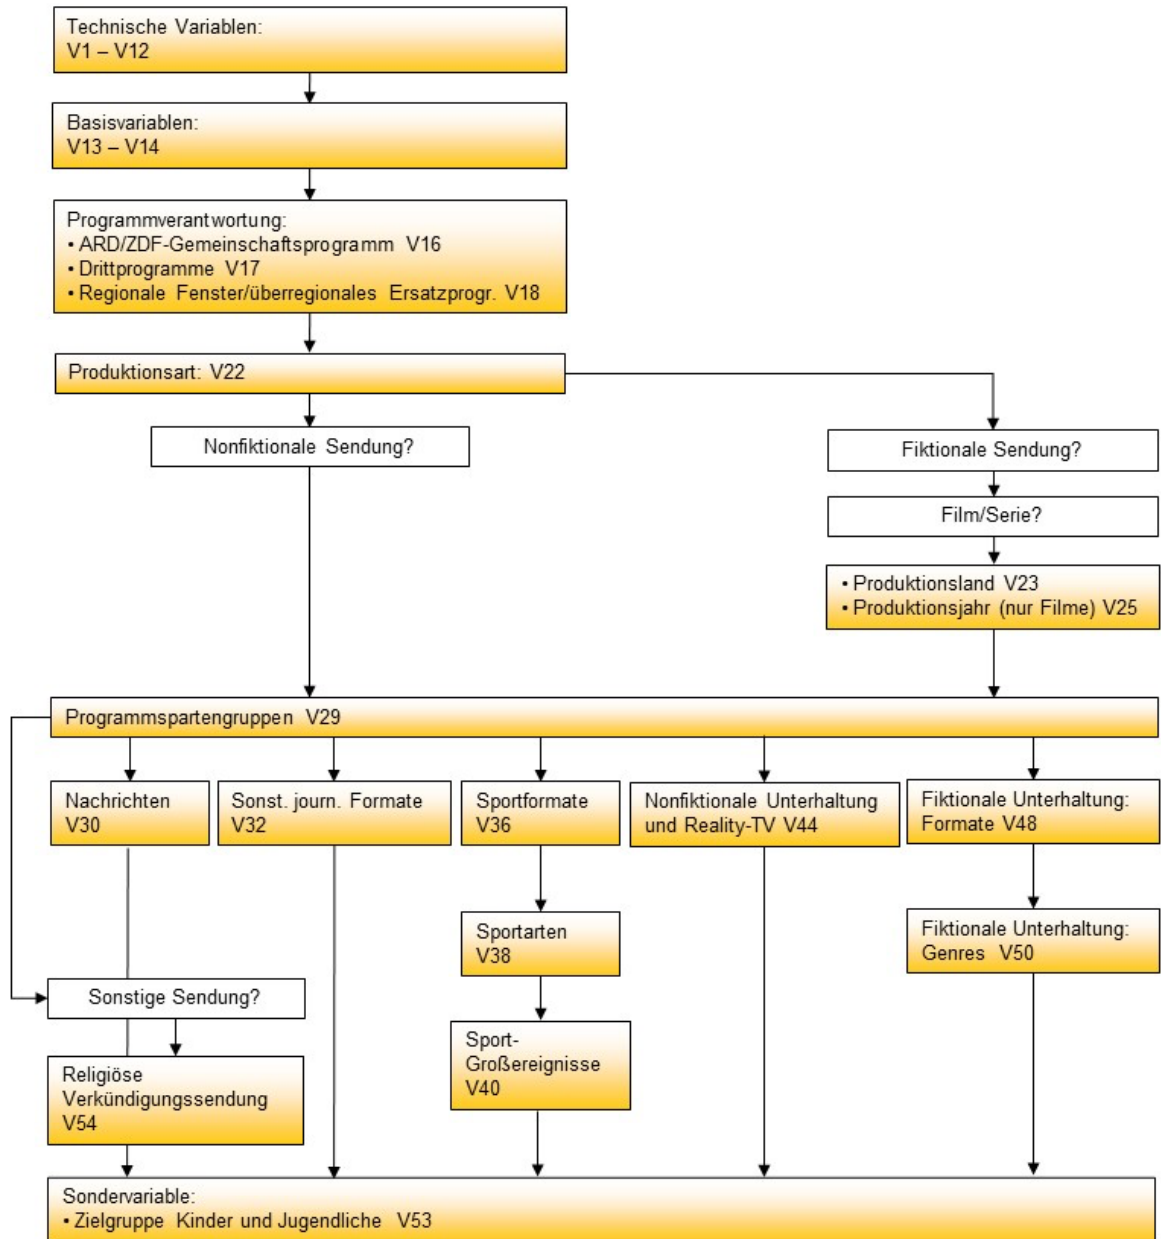 Technische Variablen:
V1 – V12
Basisvariablen:
V13 – V14
Programmverantwortung:
• ARD/ZDF-Gemeinschaftsprogramm V16
• Drittprogramme V17
• Regionale Fenster/überregionales Ersatzprogr. V18
Produktionsart: V22
Nonfiktionale Sendung?
Fiktionale Sendung?
Film/Serie?
• Produktionsland V23
• Produktionsjahr (nur Filme) V25
Programmspartengruppen V29
Nachrichten
V30
Sonst. journ. Formate
V32
Sportformate
V36
Nonfiktionale Unterhaltung
und Reality-TV V44
Fiktionale Unterhaltung:
Formate V48
Sportarten
V38
Fiktionale Unterhaltung:
Genres V50
Sonstige Sendung?
Sport-
Großereignisse
V40
Religiöse
Verkündigungssendung
V54
Sondervariable:
• Zielgruppe Kinder und Jugendliche V53